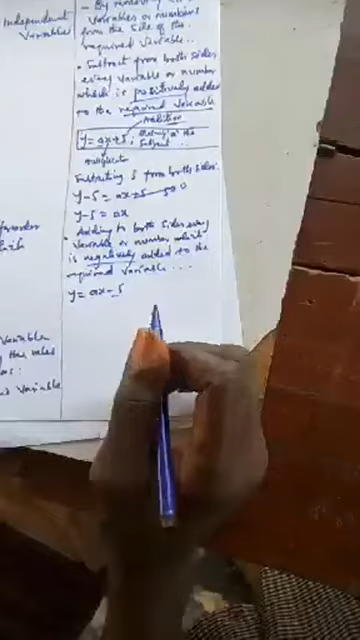 Independent
Variable
- By removing
Variables or numbers
from the side of the
required variable..
• Subtract from both sides
every variable or number
which is positively added
to the required variable
Addition
y = ax+5,
Subject
Subtracting 5 from both sides:
y-5 = ax+5-5
y-5 = ax
• Adding to both sides every
Variable or number which
is negatively added to the
required variable...
y = ax-5
Variable
Variable